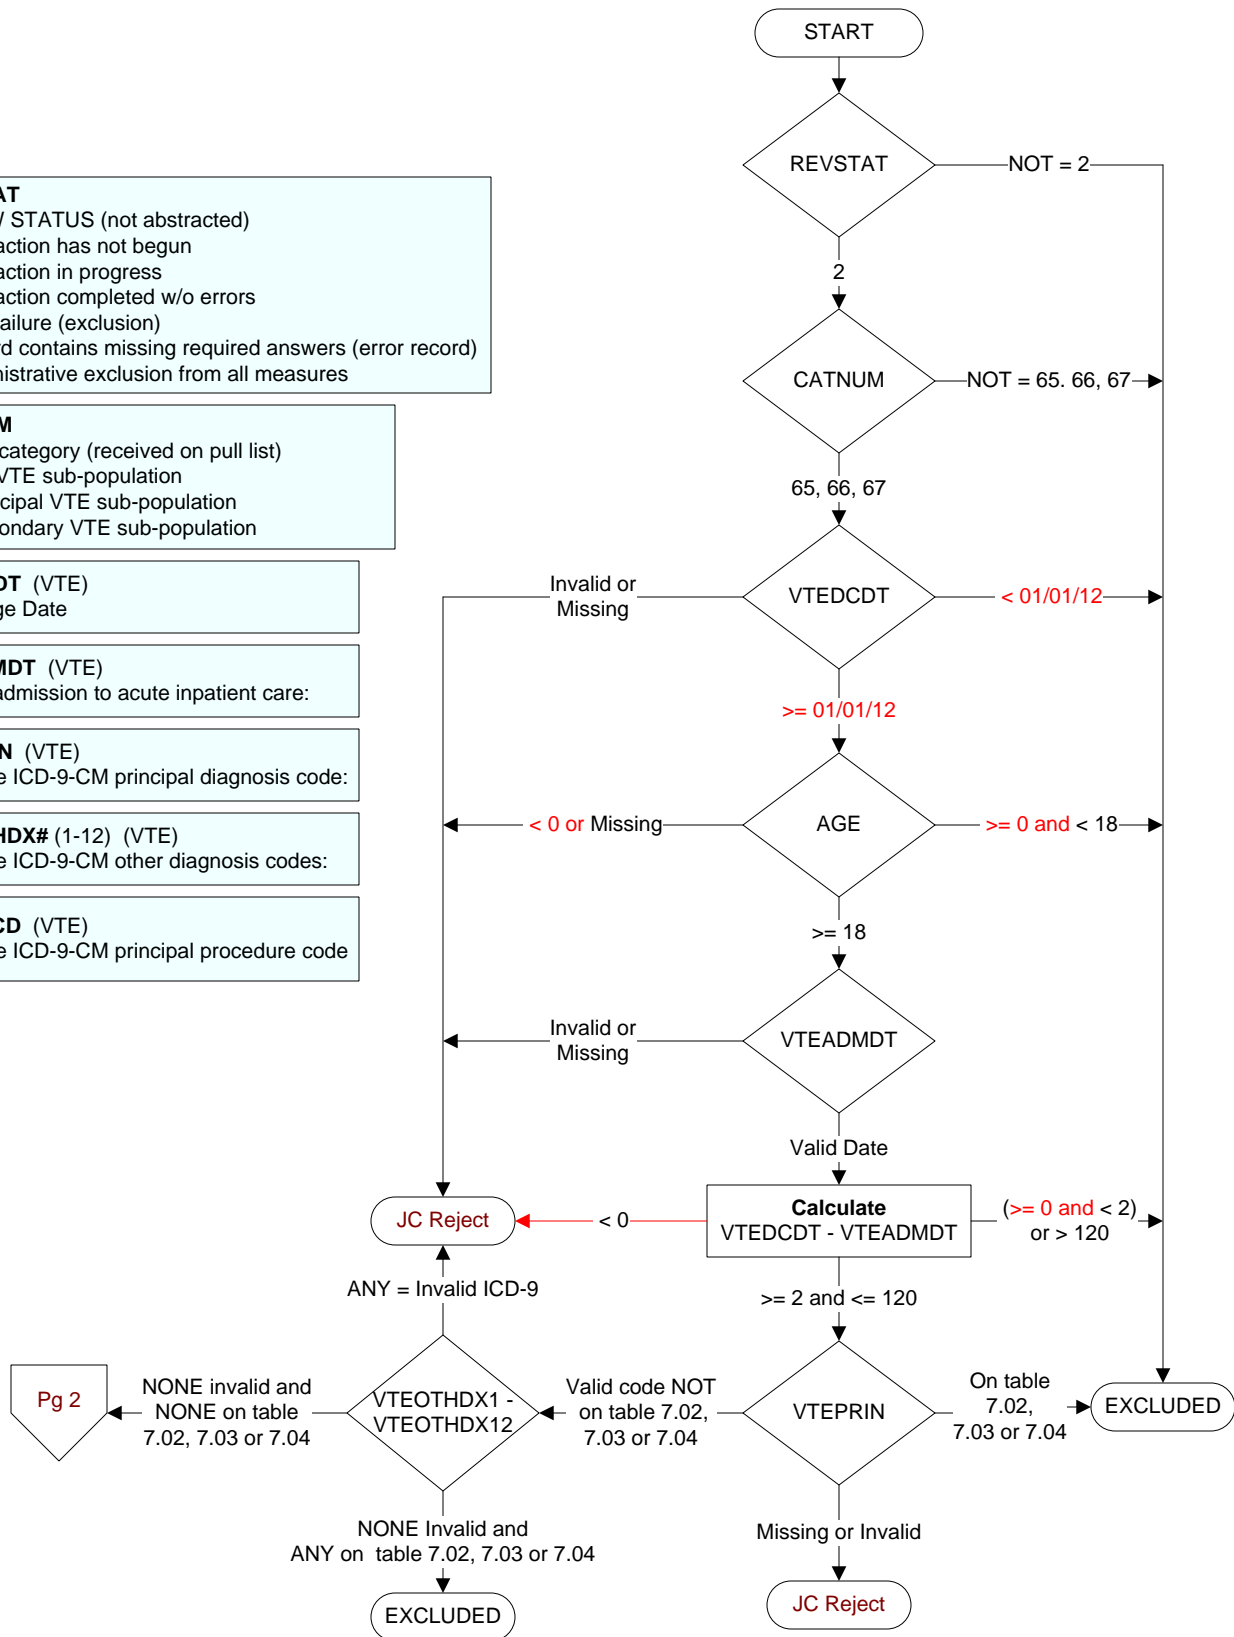 START
REVSTAT
NOT = 2
2
CATNUM
NOT = 65. 66, 67
65, 66, 67
VTEDCDT
Invalid or
Missing
< 01/01/12
>= 01/01/12
AGE
< 0 or Missing
>= 0 and < 18
>= 18
VTEADMDT
Invalid or
Missing
Valid Date
Calculate
VTEDCDT - VTEADMDT
< 0
(>= 0 and < 2)
or > 120
JC Reject
>= 2 and <= 120
ANY = Invalid ICD-9
VTEPRIN
On table
7.02,
7.03 or 7.04
EXCLUDED
Valid code NOT
on table 7.02,
7.03 or 7.04
VTEOTHDX1 -
VTEOTHDX12
NONE invalid and
NONE on table
7.02, 7.03 or 7.04
Pg 2
NONE Invalid and
ANY on table 7.02, 7.03 or 7.04
EXCLUDED
Missing or Invalid
JC Reject
AT
STATUS (not abstracted)
action has not begun
action in progress
action completed w/o errors
ailure (exclusion)
rd contains missing required answers (error record)
nistrative exclusion from all measures
M
category (received on pull list)
VTE sub-population
cipal VTE sub-population
ondary VTE sub-population
DT (VTE)
ge Date
MDT (VTE)
admission to acute inpatient care:
N (VTE)
e ICD-9-CM principal diagnosis code:
HDX# (1-12) (VTE)
e ICD-9-CM other diagnosis codes:
CD (VTE)
e ICD-9-CM principal procedure code